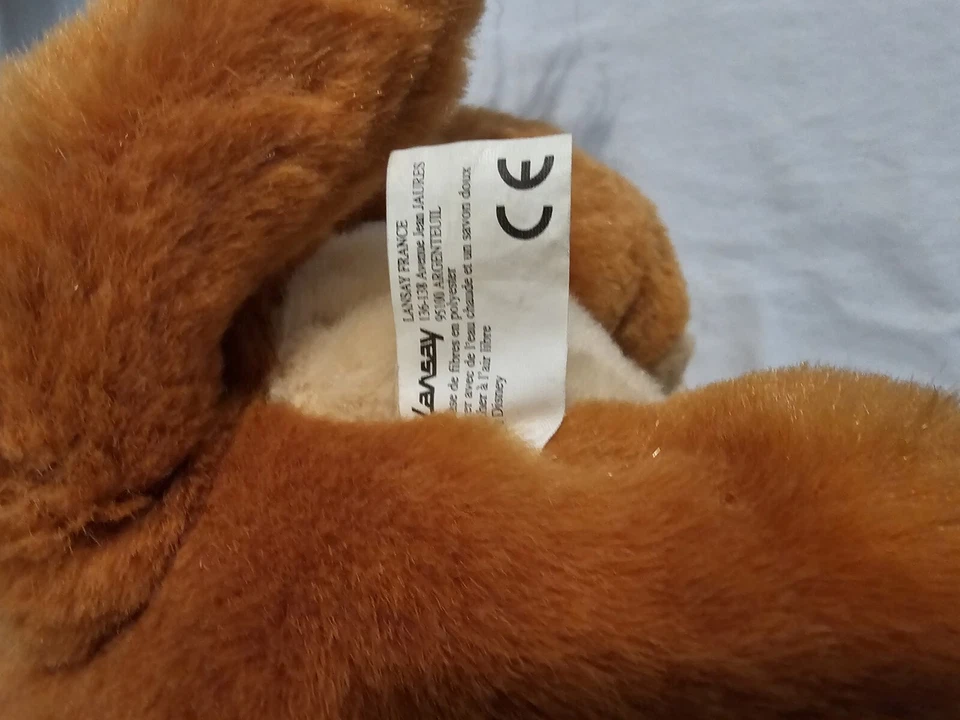 LANSAY FRANCE
136-138 Avenue Jean JAURES
95100 ARGENTEUIL
Lansay
de fibres en polyester
avec de l'eau chaude et un savon doux
à l'air libre
Disney
CE